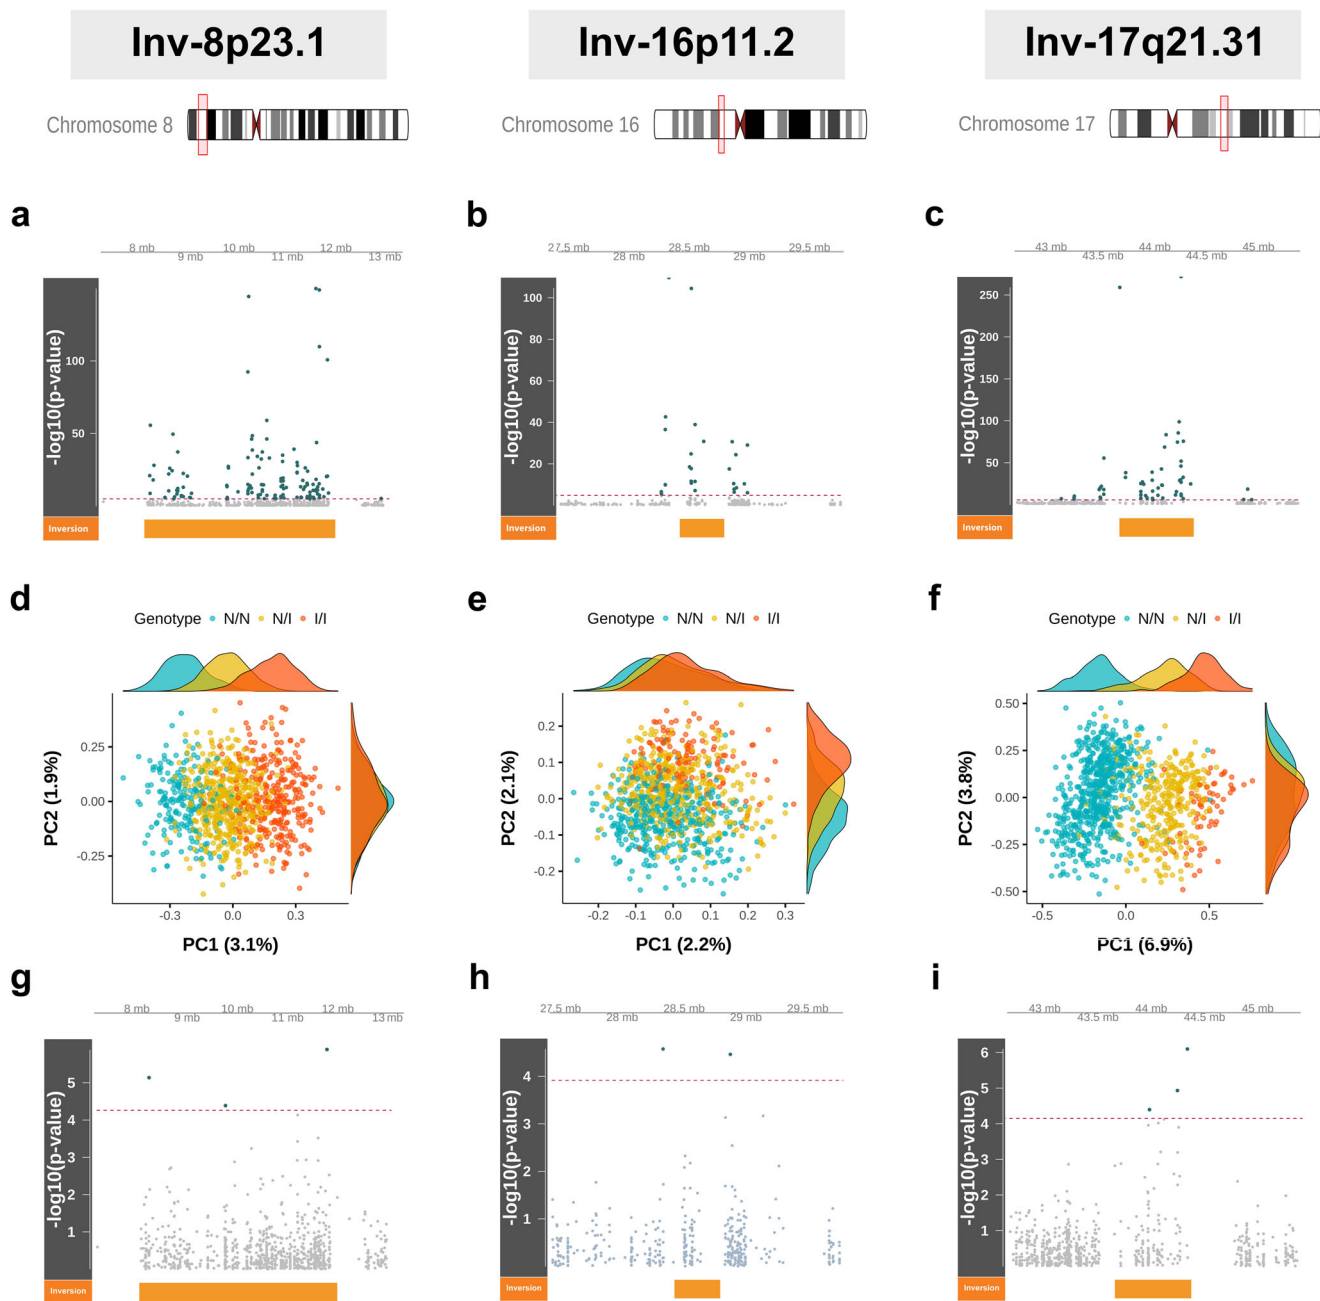 Inv-8p23.1 Inv-16p11.2 Inv-17q21.31
Chromosome 8 Chromosome 16 Chromosome 17
a b c
8 mb 10 mb 12 mb
9 mb 11 mb 13 mb
-log10(p-value)
100
50
Inversion
27.5 mb 28.5 mb 29.5 mb
28 mb 29 mb
-log10(p-value)
100
80
60
40
20
Inversion
43 mb 44 mb 45 mb
43.5 mb 44.5 mb
-log10(p-value)
250
200
150
100
50
Inversion
d e f
Genotype N/N N/I I/I
PC2 (1.9%)
0.25
0.00
-0.25
-0.3 0.0 0.3
PC1 (3.1%)
Genotype N/N N/I I/I
PC2 (2.1%)
0.2
0.1
0.0
-0.1
-0.2
-0.2 -0.1 0.0 0.1 0.2 0.3
PC1 (2.2%)
Genotype N/N N/I I/I
PC2 (3.8%)
0.50
0.25
0.00
-0.25
-0.50
-0.5 0.0 0.5
PC1 (6.9%)
g h i
8 mb 10 mb 12 mb
9 mb 11 mb 13 mb
-log10(p-value)
5
4
3
2
1
Inversion
27.5 mb 28.5 mb 29.5 mb
28 mb 29 mb
-log10(p-value)
4
3
2
1
Inversion
43 mb 44 mb 45 mb
43.5 mb 44.5 mb
-log10(p-value)
6
5
4
3
2
1
Inversion